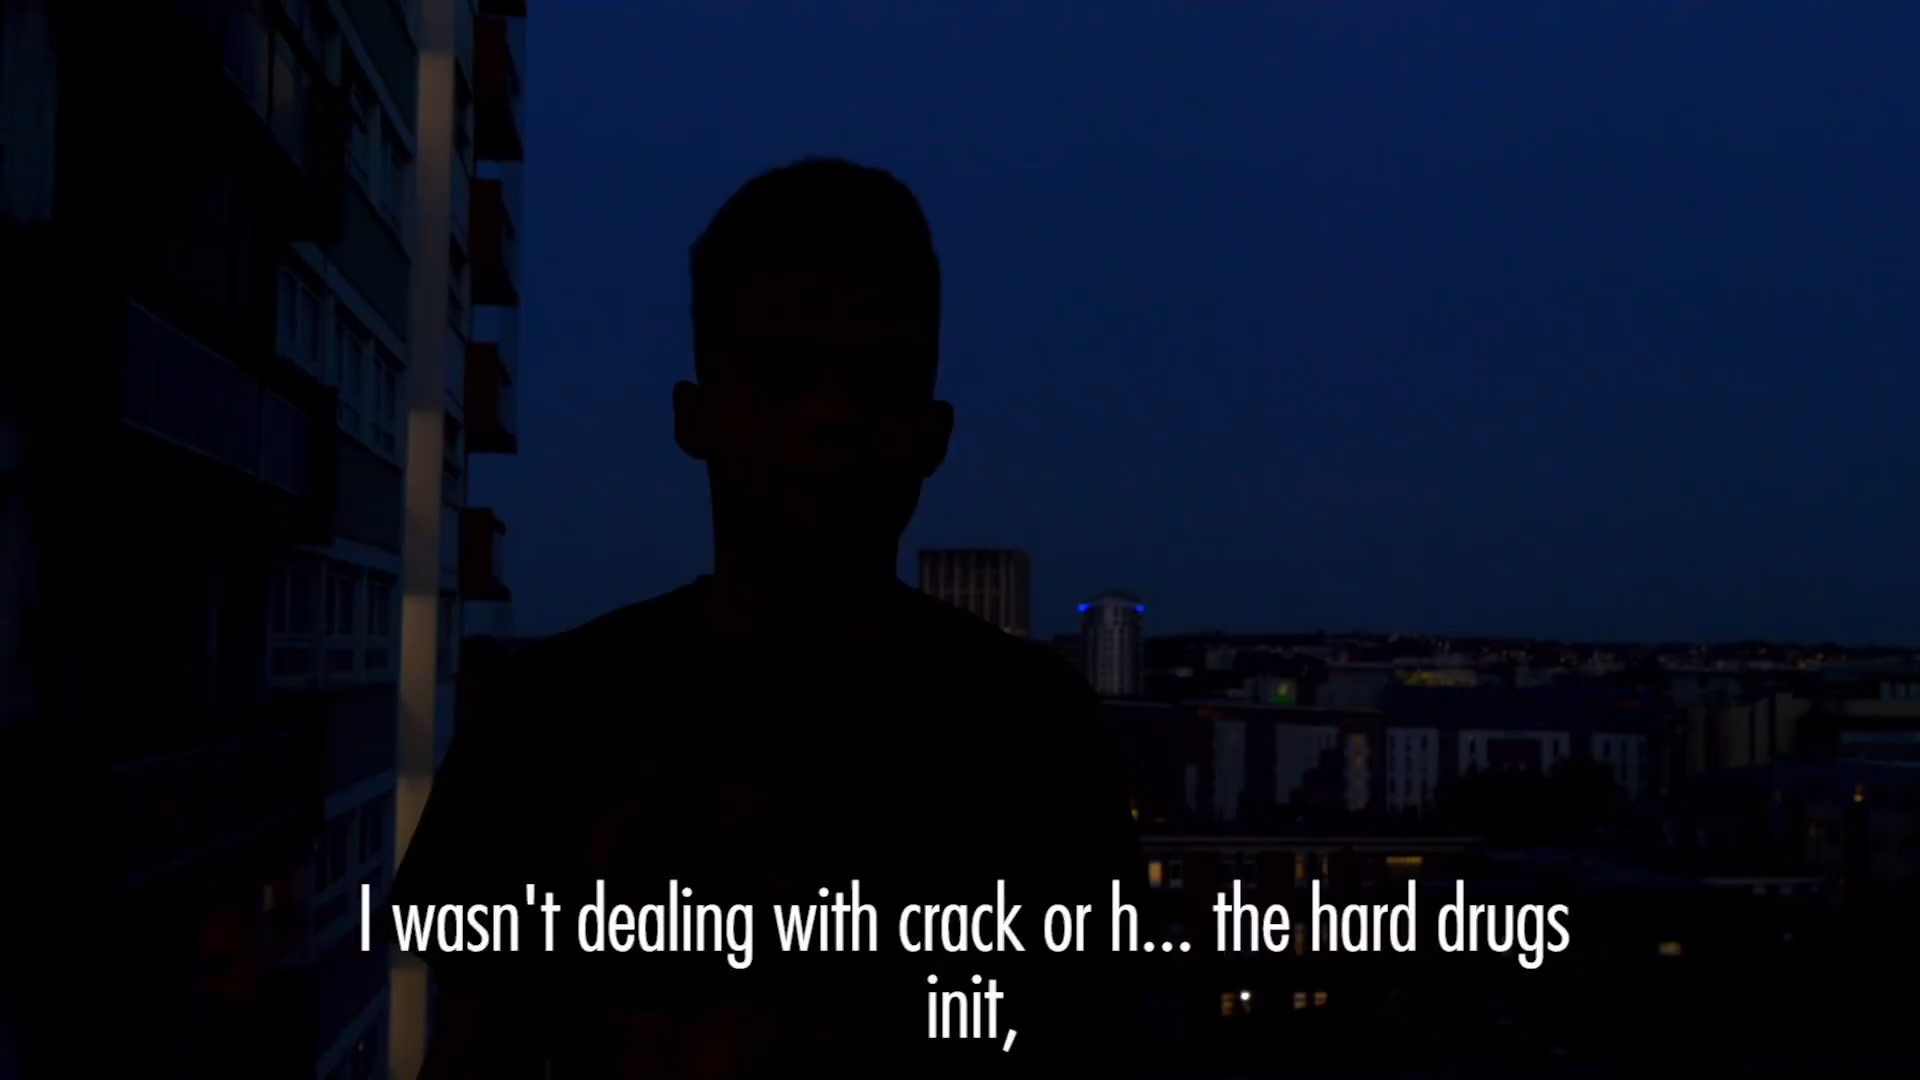 I wasn't dealing with crack or h... the hard drugs
init,